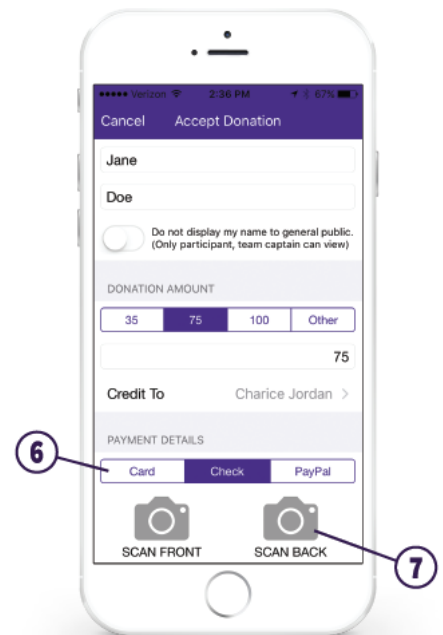 Verizon 2:36 PM 67%
Cancel Accept Donation
Jane
Doe
Do not display my name to general public.
(Only participant, team captain can view)
DONATION AMOUNT
35 75 100 Other
75
Credit To Charice Jordan >
PAYMENT DETAILS
6
Card Check PayPal
SCAN FRONT SCAN BACK
7